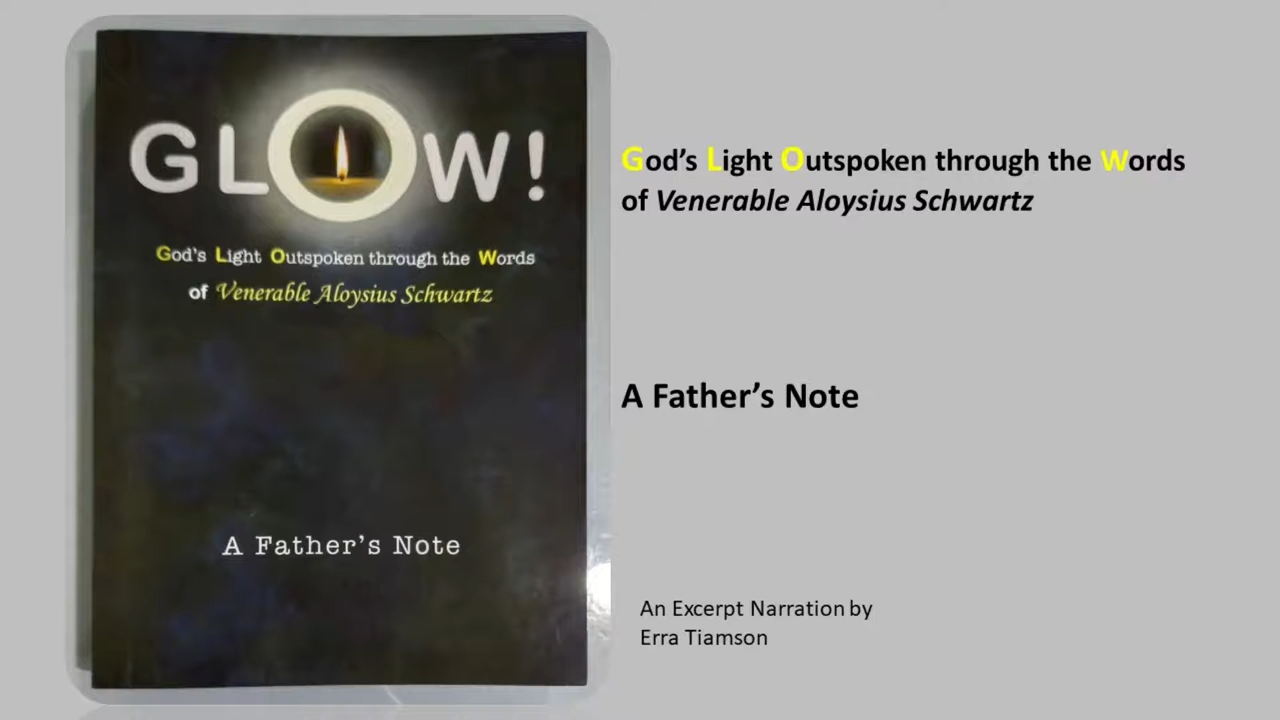 GLOW!
God's Light Outspoken through the Words
of Venerable Aloysius Schwartz
A Father's Note
God’s Light Outspoken through the Words
of Venerable Aloysius Schwartz
A Father’s Note
An Excerpt Narration by
Erra Tiamson